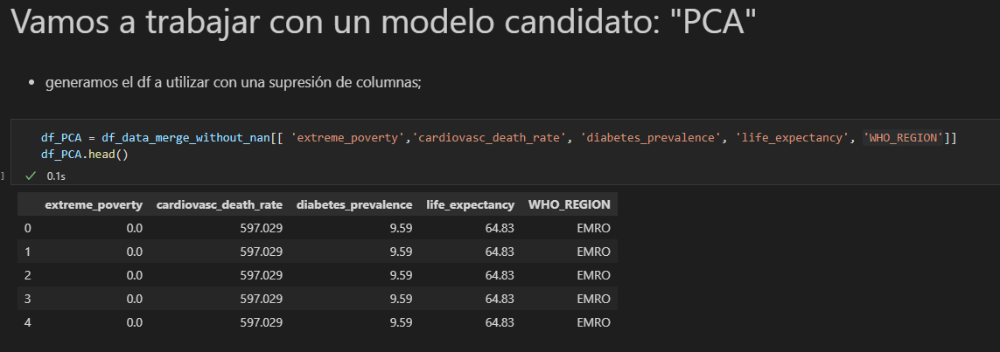 Vamos a trabajar con un modelo candidato: "PCA"
• generamos el df a utilizar con una supresión de columnas;
df_PCA = df_data_merge_without_nan[[ 'extreme_poverty','cardiovasc_death_rate', 'diabetes_prevalence', 'life_expectancy', 'WHO_REGION']]
df_PCA.head()
] ✓ 0.1s
extreme_poverty cardiovasc_death_rate diabetes_prevalence life_expectancy WHO_REGION
0 0.0 597.029 9.59 64.83 EMRO
1 0.0 597.029 9.59 64.83 EMRO
2 0.0 597.029 9.59 64.83 EMRO
3 0.0 597.029 9.59 64.83 EMRO
4 0.0 597.029 9.59 64.83 EMRO